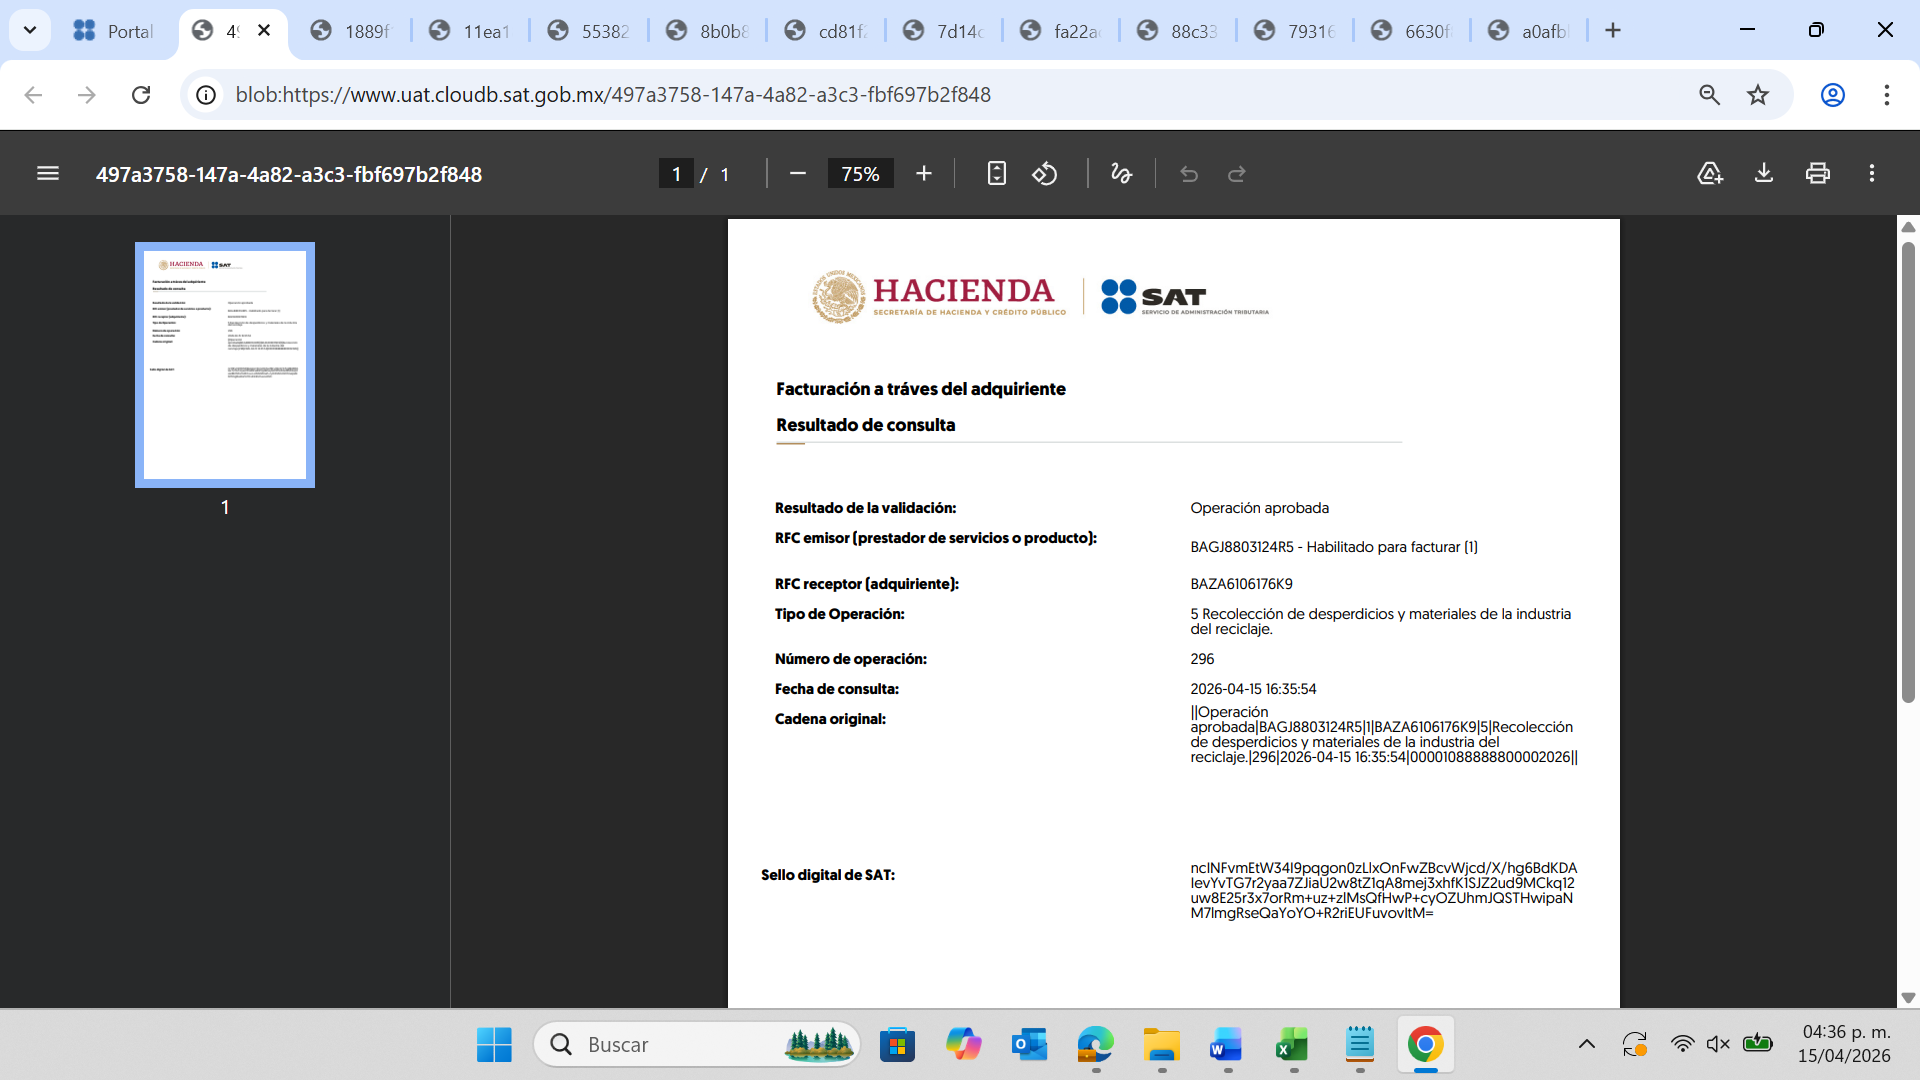 Portal
49
1889f
11ea1
55382
8b0b8
cd81f
7d14
fa22a
88c33
79316
6630f
a0afb
blob:https://www.uat.cloudb.sat.gob.mx/497a3758-147a-4a82-a3c3-fbf697b2f848
497a3758-147a-4a82-a3c3-fbf697b2f848
1 / 1
75%
1
HACIENDA
SECRETARÍA DE HACIENDA Y CRÉDITO PÚBLICO
SAT
SERVICIO DE ADMINISTRACIÓN TRIBUTARIA
Facturación a tráves del adquiriente
Resultado de consulta
Resultado de la validación: Operación aprobada
RFC emisor (prestador de servicios o producto): BAGJ8803124R5 - Habilitado para facturar (1)
RFC receptor (adquiriente): BAZA6106176K9
Tipo de Operación: 5 Recolección de desperdicios y materiales de la industria
del reciclaje.
Número de operación: 296
Fecha de consulta: 2026-04-15 16:35:54
Cadena original: ||Operación
aprobada|BAGJ8803124R5|1|BAZA6106176K9|5|Recolección
de desperdicios y materiales de la industria del
reciclaje.|296|2026-04-15 16:35:54|00001088888800002026||
Sello digital de SAT: ncINFvmEtW34I9pqgon0zLlxOnFwZBcvWjcd/X/hg6BdKDA
IevYvTG7r2yaa7ZJiaU2w8tZ1qA8mej3xhfK1SJZ2ud9MCkq12
uw8E25r3x7orRm+uz+zlMsQfHwP+cyOZUhmJQSTHwipaN
M7lmgRseQaYoYO+R2riEUFuvovltM=
Buscar
04:36 p. m.
15/04/2026